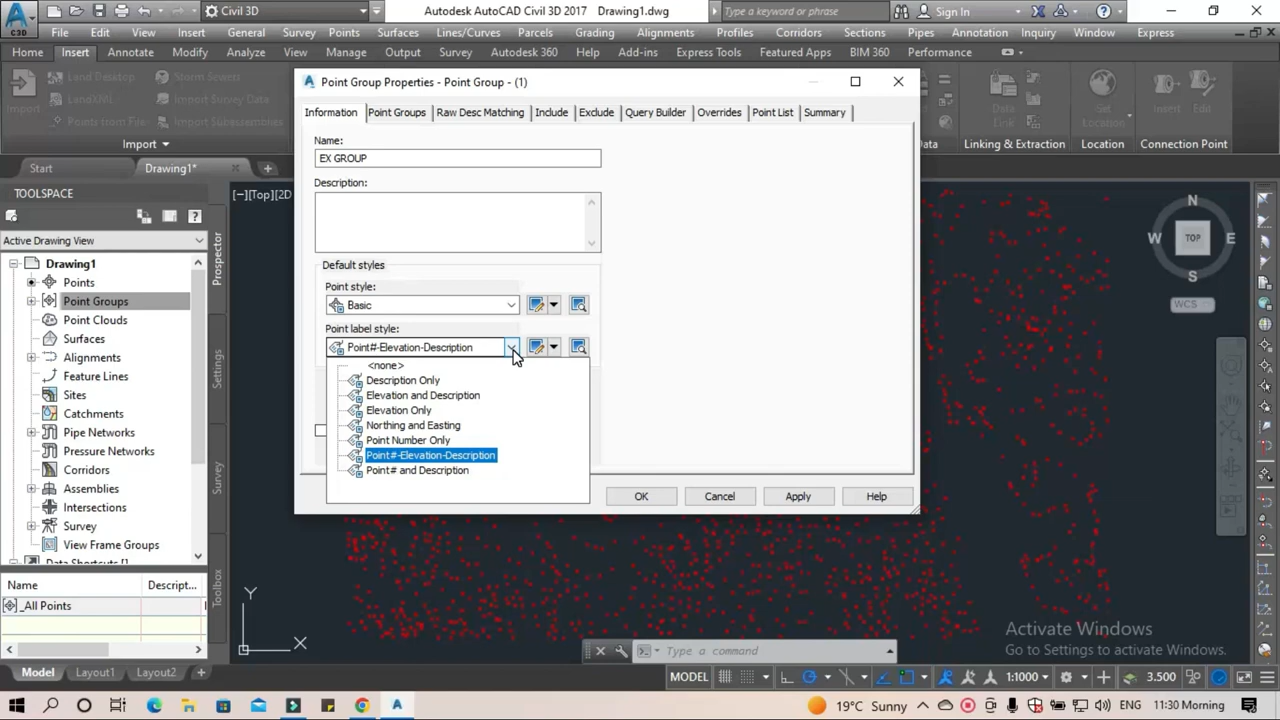 Civil 3D
Autodesk AutoCAD Civil 3D 2017 Drawing1.dwg
Type a keyword or phrase
Sign In
C3D
File Edit View Insert General Survey Points Surfaces Lines/Curves Parcels Grading Alignments Profiles Corridors Sections Pipes Annotation Inquiry Window Express
Home Insert Annotate Modify Analyze View Manage Output Survey Autodesk 360 Help Add-ins Express Tools Featured Apps BIM 360 Performance
Import
Land Desktop
Storm Sewers
LandXML
Import Survey Data
Points from File
Import Subassemblies
Import
Data
Link
Set
Location
Insert
Edit
Linking & Extraction
Location
Connection Point
Start
Drawing1*
TOOLSPACE
Active Drawing View
Drawing1
Points
Point Groups
Point Clouds
Surfaces
Alignments
Feature Lines
Sites
Catchments
Pipe Networks
Pressure Networks
Corridors
Assemblies
Intersections
Survey
View Frame Groups
Data Shortcuts
Prospector
Settings
Survey
Toolbox
Name
Descript...
_All Points
[−][Top][2D
Point Group Properties - Point Group - (1)
Information Point Groups Raw Desc Matching Include Exclude Query Builder Overrides Point List Summary
Name:
EX GROUP
Description:
Default styles
Point style:
Basic
Point label style:
Point#-Elevation-Description
<none>
Description Only
Elevation and Description
Elevation Only
Northing and Easting
Point Number Only
Point#-Elevation-Description
Point# and Description
OK
Cancel
Apply
Help
N
W
TOP
E
S
WCS
Y
X
Activate Windows
Go to Settings to activate Windows.
Type a command
Model
Layout1
Layout2
MODEL
1:1000
3.500
19°C Sunny
ENG
11:30 Morning